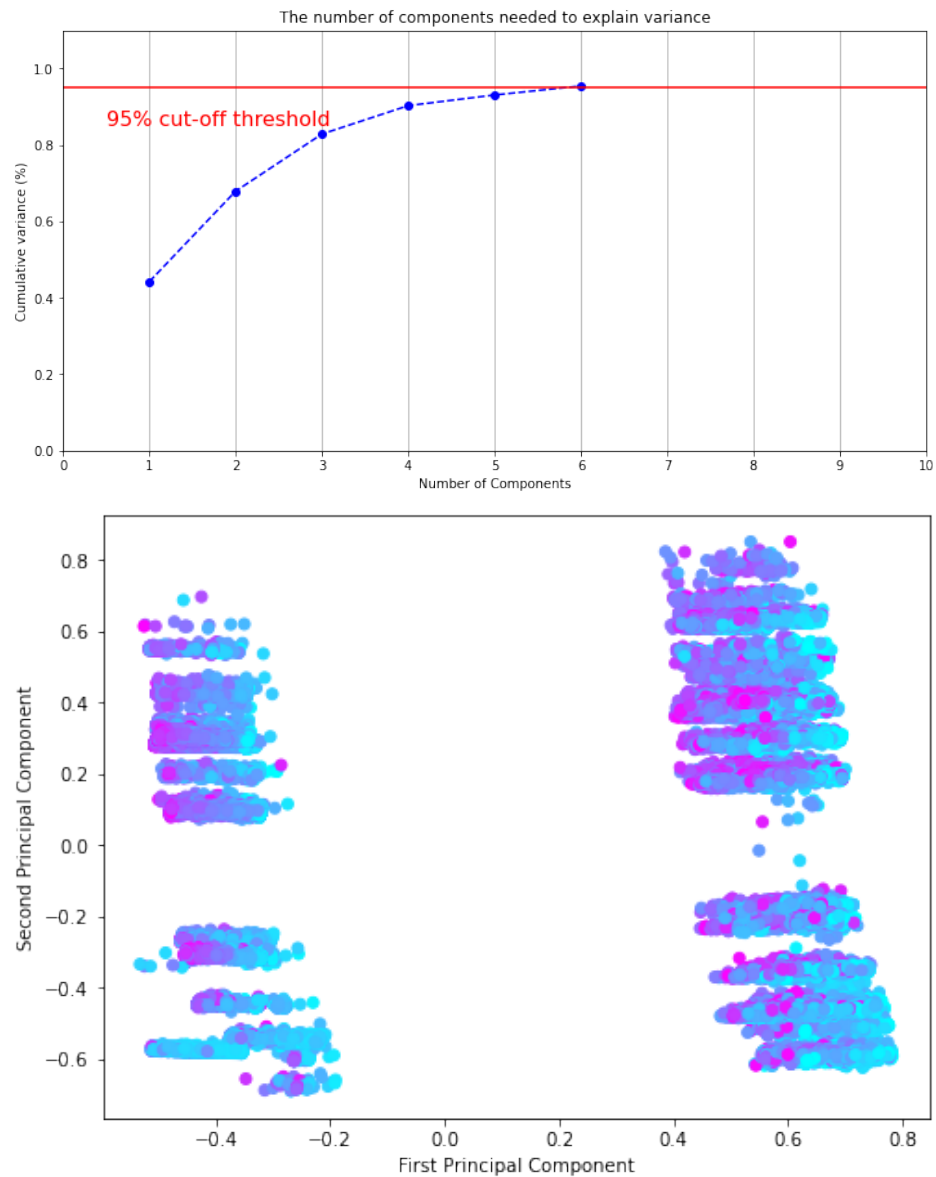 The number of components needed to explain variance
1.0
95% cut-off threshold
0.8
0.6
0.4
0.2
0.0
Cumulative variance (%)
0 1 2 3 4 5 6 7 8 9 10
Number of Components
0.8
0.6
0.4
0.2
0.0
−0.2
−0.4
−0.6
Second Principal Component
−0.4 −0.2 0.0 0.2 0.4 0.6 0.8
First Principal Component